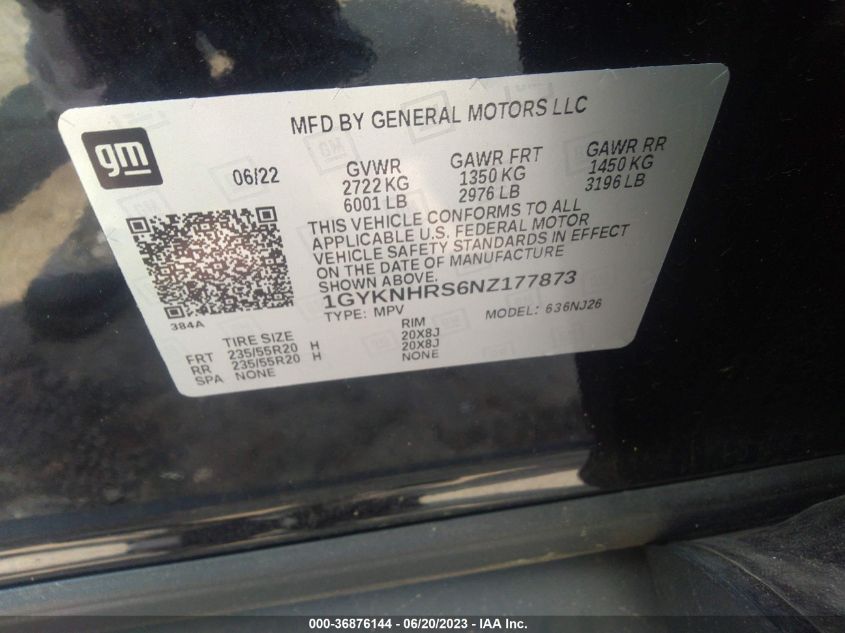 MFD BY GENERAL MOTORS LLC
gm
06/22
GVWR GAWR FRT GAWR RR
2722 KG 1350 KG 1450 KG
6001 LB 2976 LB 3196 LB
THIS VEHICLE CONFORMS TO ALL
APPLICABLE U.S. FEDERAL MOTOR
VEHICLE SAFETY STANDARDS IN EFFECT
ON THE DATE OF MANUFACTURE
SHOWN ABOVE.
1GYKNHRS6NZ177873
TYPE: MPV MODEL: 636NJ26
384A
TIRE SIZE RIM
FRT 235/55R20 H 20X8J
RR 235/55R20 H 20X8J
SPA NONE NONE
000-36876144 - 06/20/2023 - IAA Inc.